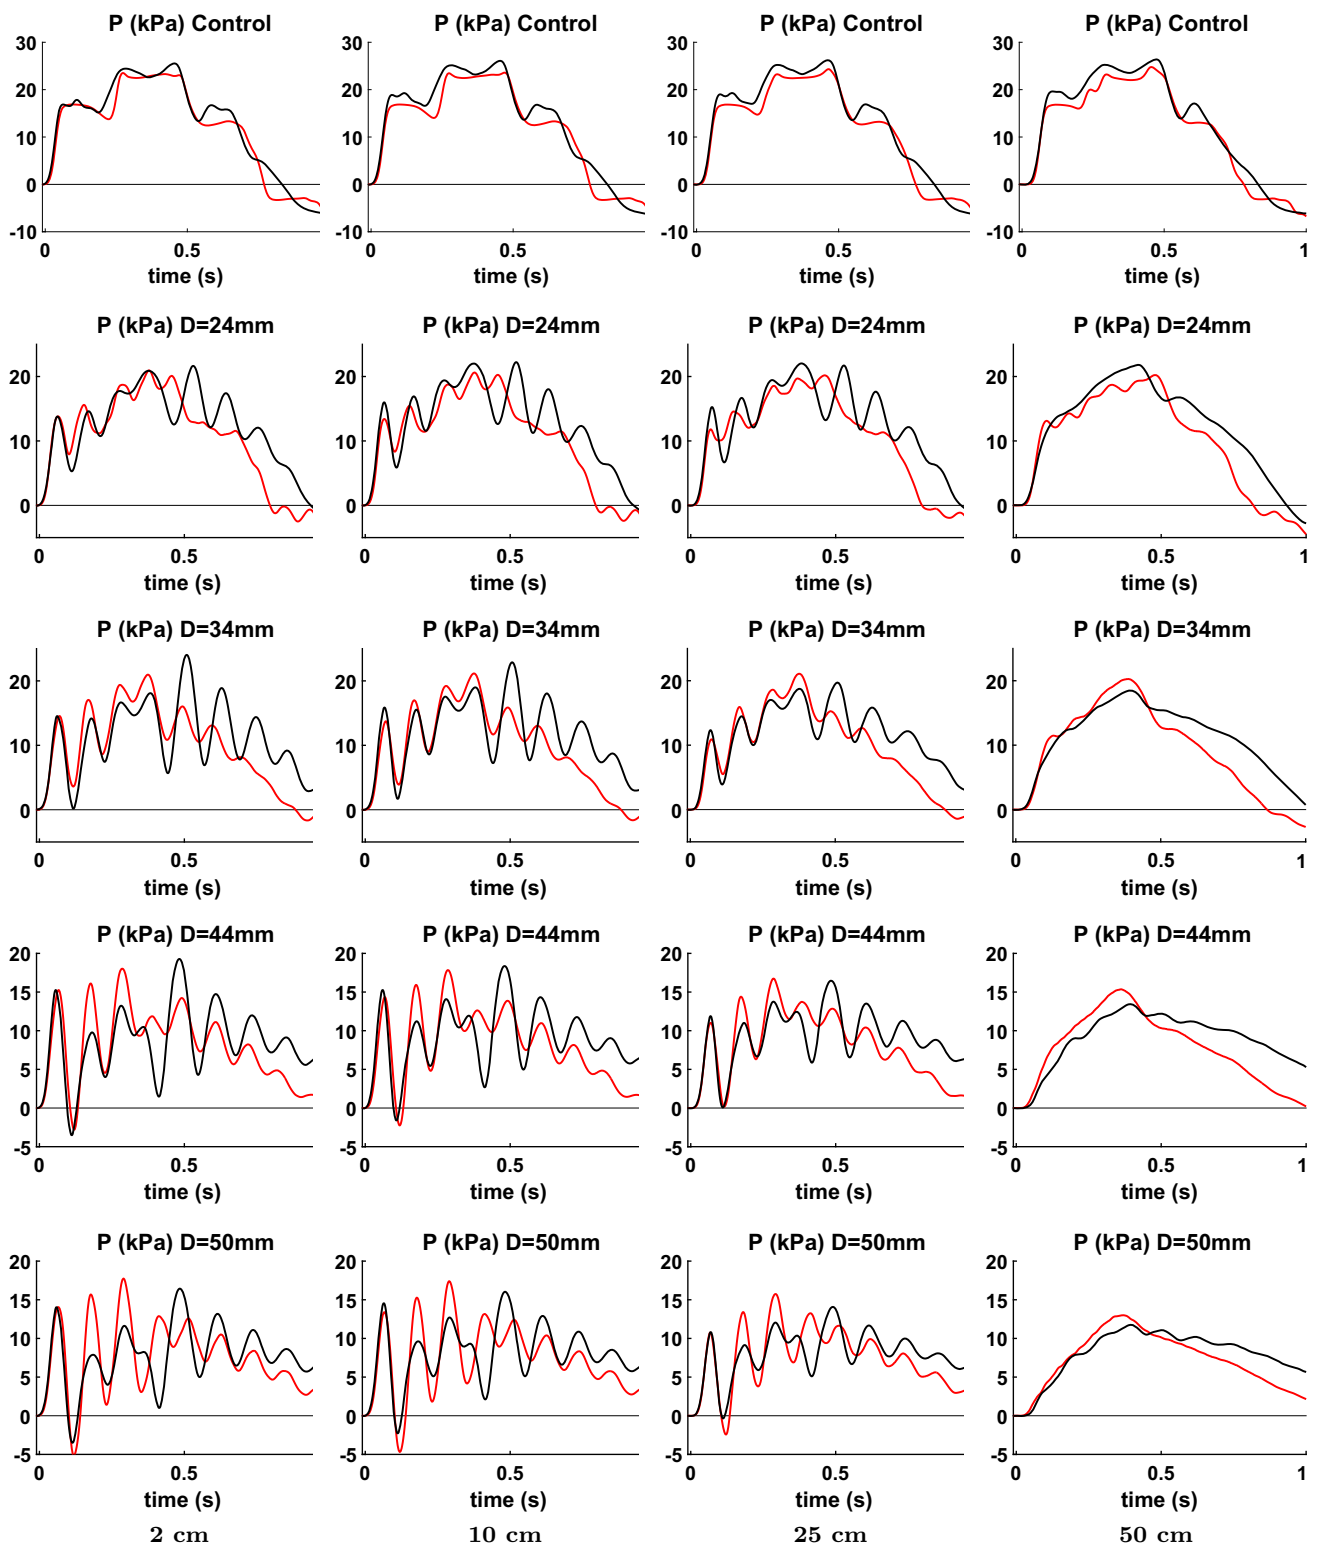 P (kPa) Control P (kPa) Control P (kPa) Control P (kPa) Control
30 30 30 30
20 20 20 20
10 10 10 10
0 0 0 0
-10 -10 -10 -10
0 0.5 0 0.5 0 0.5 0 0.5 1
time (s) time (s) time (s) time (s)
P (kPa) D=24mm P (kPa) D=24mm P (kPa) D=24mm P (kPa) D=24mm
20 20 20 20
10 10 10 10
0 0 0 0
0 0.5 0 0.5 0 0.5 0 0.5 1
time (s) time (s) time (s) time (s)
P (kPa) D=34mm P (kPa) D=34mm P (kPa) D=34mm P (kPa) D=34mm
20 20 20 20
10 10 10 10
0 0 0 0
0 0.5 0 0.5 0 0.5 0 0.5 1
time (s) time (s) time (s) time (s)
P (kPa) D=44mm P (kPa) D=44mm P (kPa) D=44mm P (kPa) D=44mm
20 20 20 20
15 15 15 15
10 10 10 10
5 5 5 5
0 0 0 0
-5 -5 -5 -5
0 0.5 0 0.5 0 0.5 0 0.5 1
time (s) time (s) time (s) time (s)
P (kPa) D=50mm P (kPa) D=50mm P (kPa) D=50mm P (kPa) D=50mm
20 20 20 20
15 15 15 15
10 10 10 10
5 5 5 5
0 0 0 0
-5 -5 -5 -5
0 0.5 0 0.5 0 0.5 0 0.5 1
time (s) time (s) time (s) time (s)
2 cm 10 cm 25 cm 50 cm